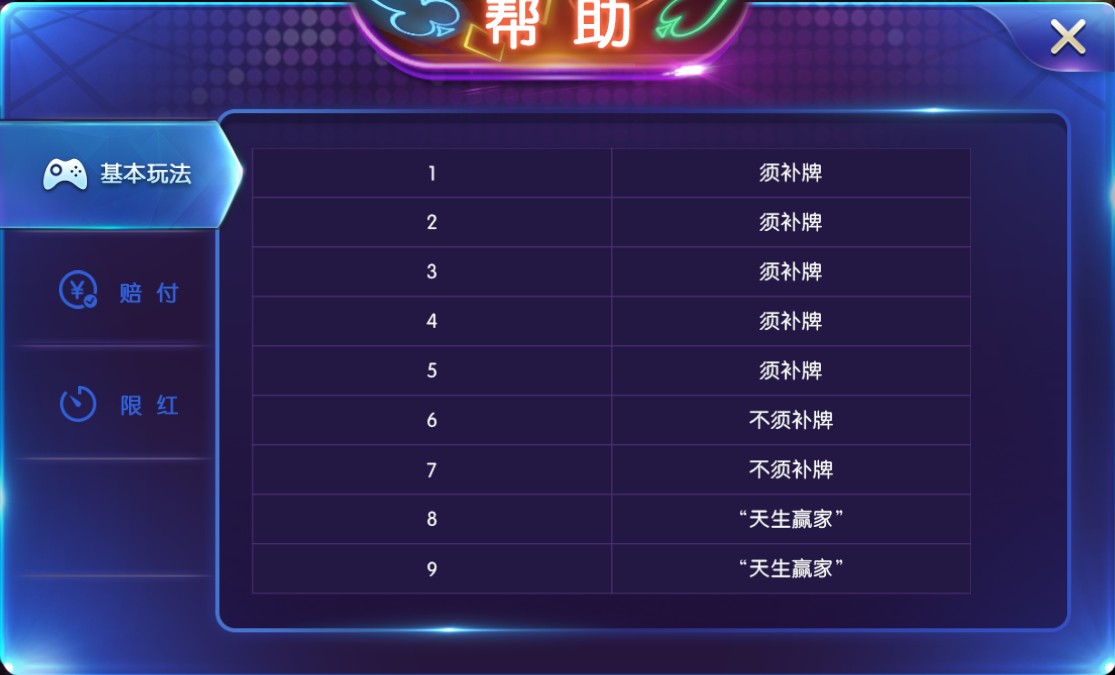 帮 助
基本玩法
赔 付
限 红
1 须补牌
2 须补牌
3 须补牌
4 须补牌
5 须补牌
6 不须补牌
7 不须补牌
8 “天生赢家”
9 “天生赢家”